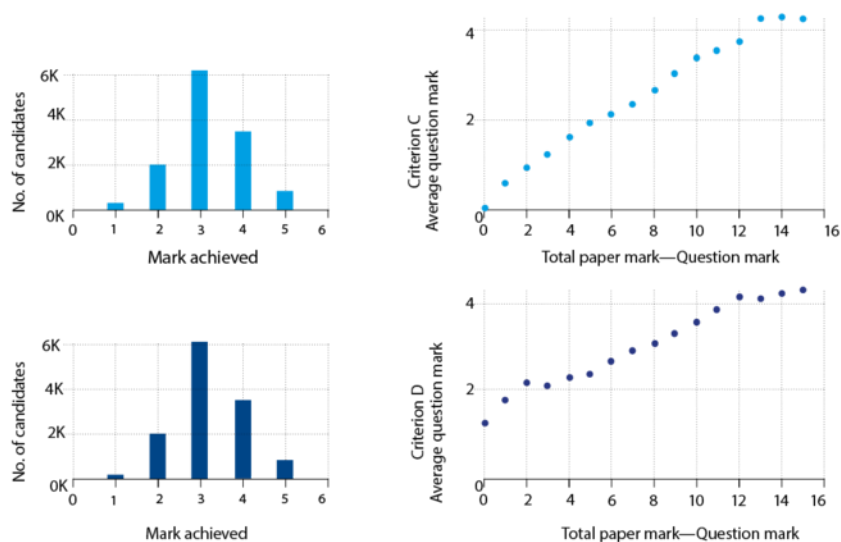 No. of candidates
6K
4K
2K
0K
0 1 2 3 4 5 6
Mark achieved
Criterion C
Average question mark
4
2
0
0 2 4 6 8 10 12 14 16
Total paper mark—Question mark
No. of candidates
6K
4K
2K
0K
0 1 2 3 4 5 6
Mark achieved
Criterion D
Average question mark
4
2
0
0 2 4 6 8 10 12 14 16
Total paper mark—Question mark